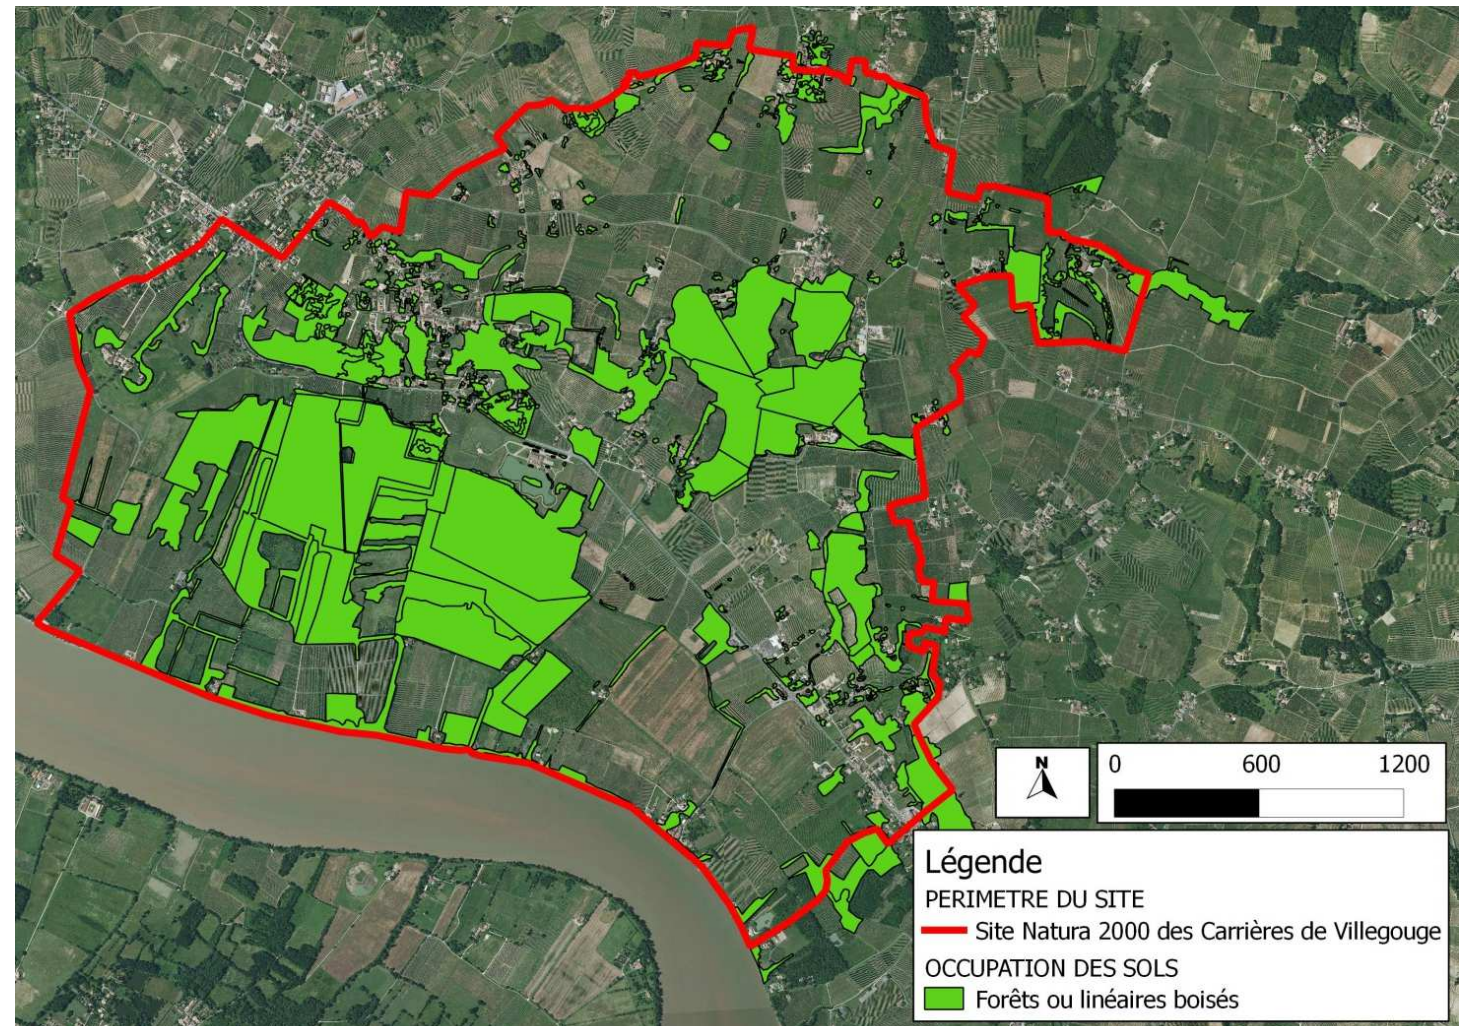 N
0 600 1200
Légende
PERIMETRE DU SITE
Site Natura 2000 des Carrières de Villegouge
OCCUPATION DES SOLS
Forêts ou linéaires boisés